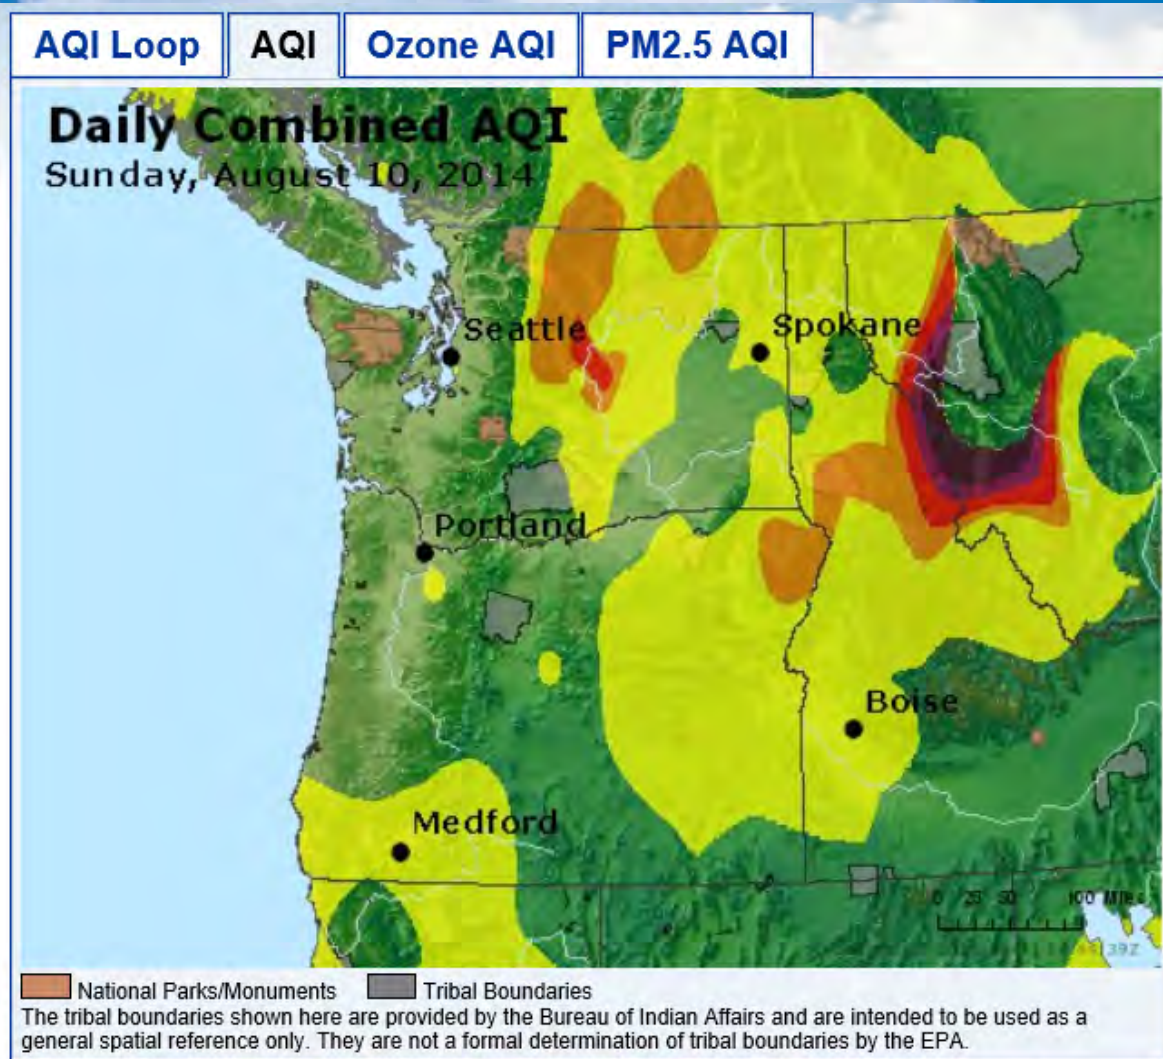 AQI Loop
AQI
Ozone AQI
PM2.5 AQI
Daily Combined AQI
Sunday, August 10, 2014
Seattle
Spokane
Portland
Boise
Medford
0 25 50 100 Miles
National Parks/Monuments
Tribal Boundaries
The tribal boundaries shown here are provided by the Bureau of Indian Affairs and are intended to be used as a
general spatial reference only. They are not a formal determination of tribal boundaries by the EPA.